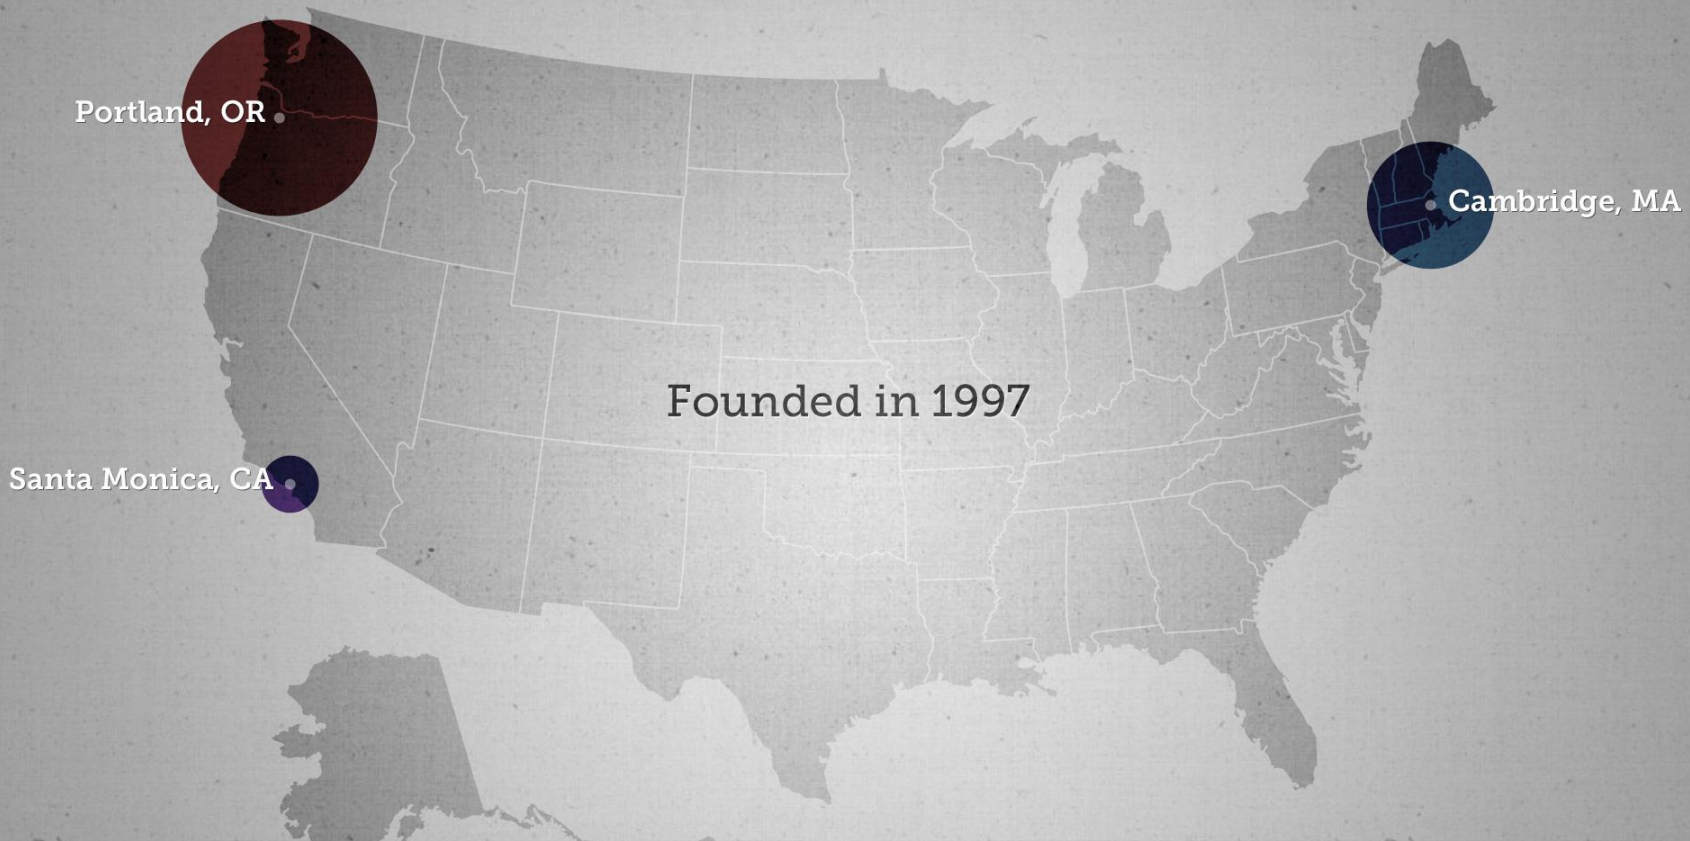 Portland, OR
Cambridge, MA
Founded in 1997
Santa Monica, CA